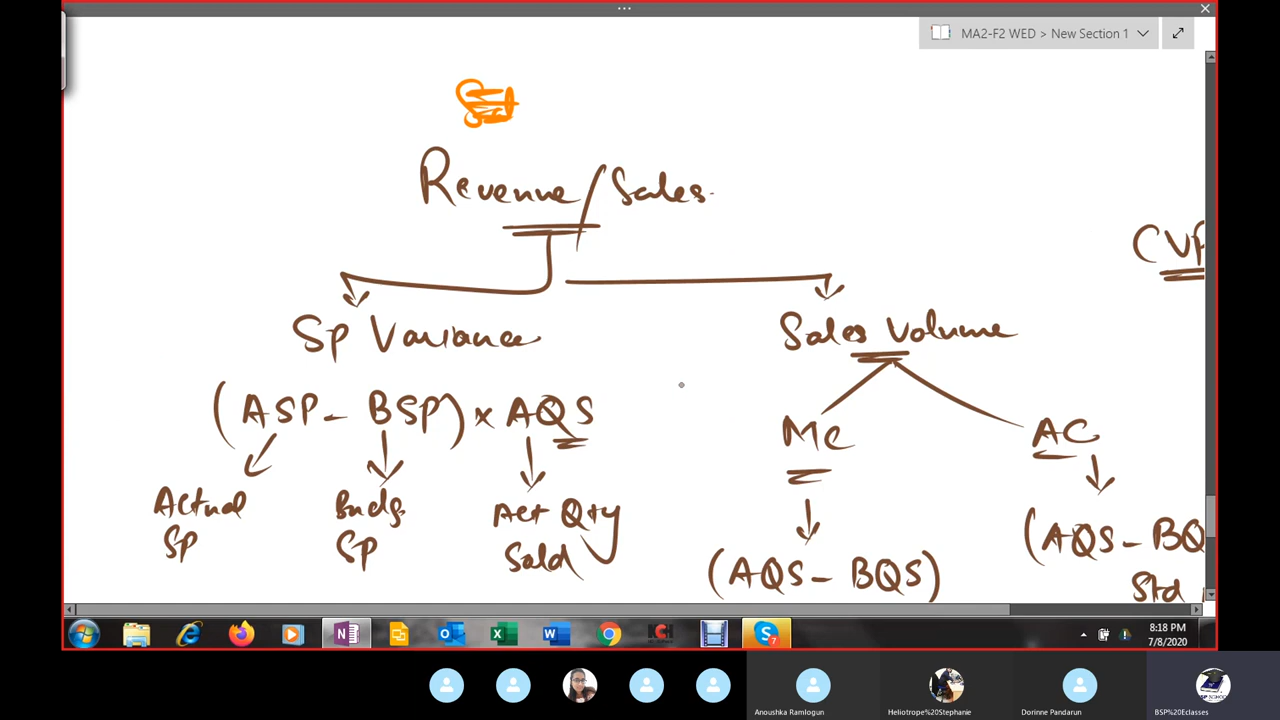 MA2-F2 WED > New Section 1
Revenue/Sales
CVP
Sp Variance
Sales Volume
(ASP - BSP) x AQS
MC
AC
Actual
SP
Budg.
SP
Act Qty
Sold
(AQS - BQS)
(AQS - BQ
Std
8:18 PM
7/8/2020
7
Anoushka Ramlogun
Heliotrope%20Stephanie
Dorinne Pandarun
BSP%20Eclasses